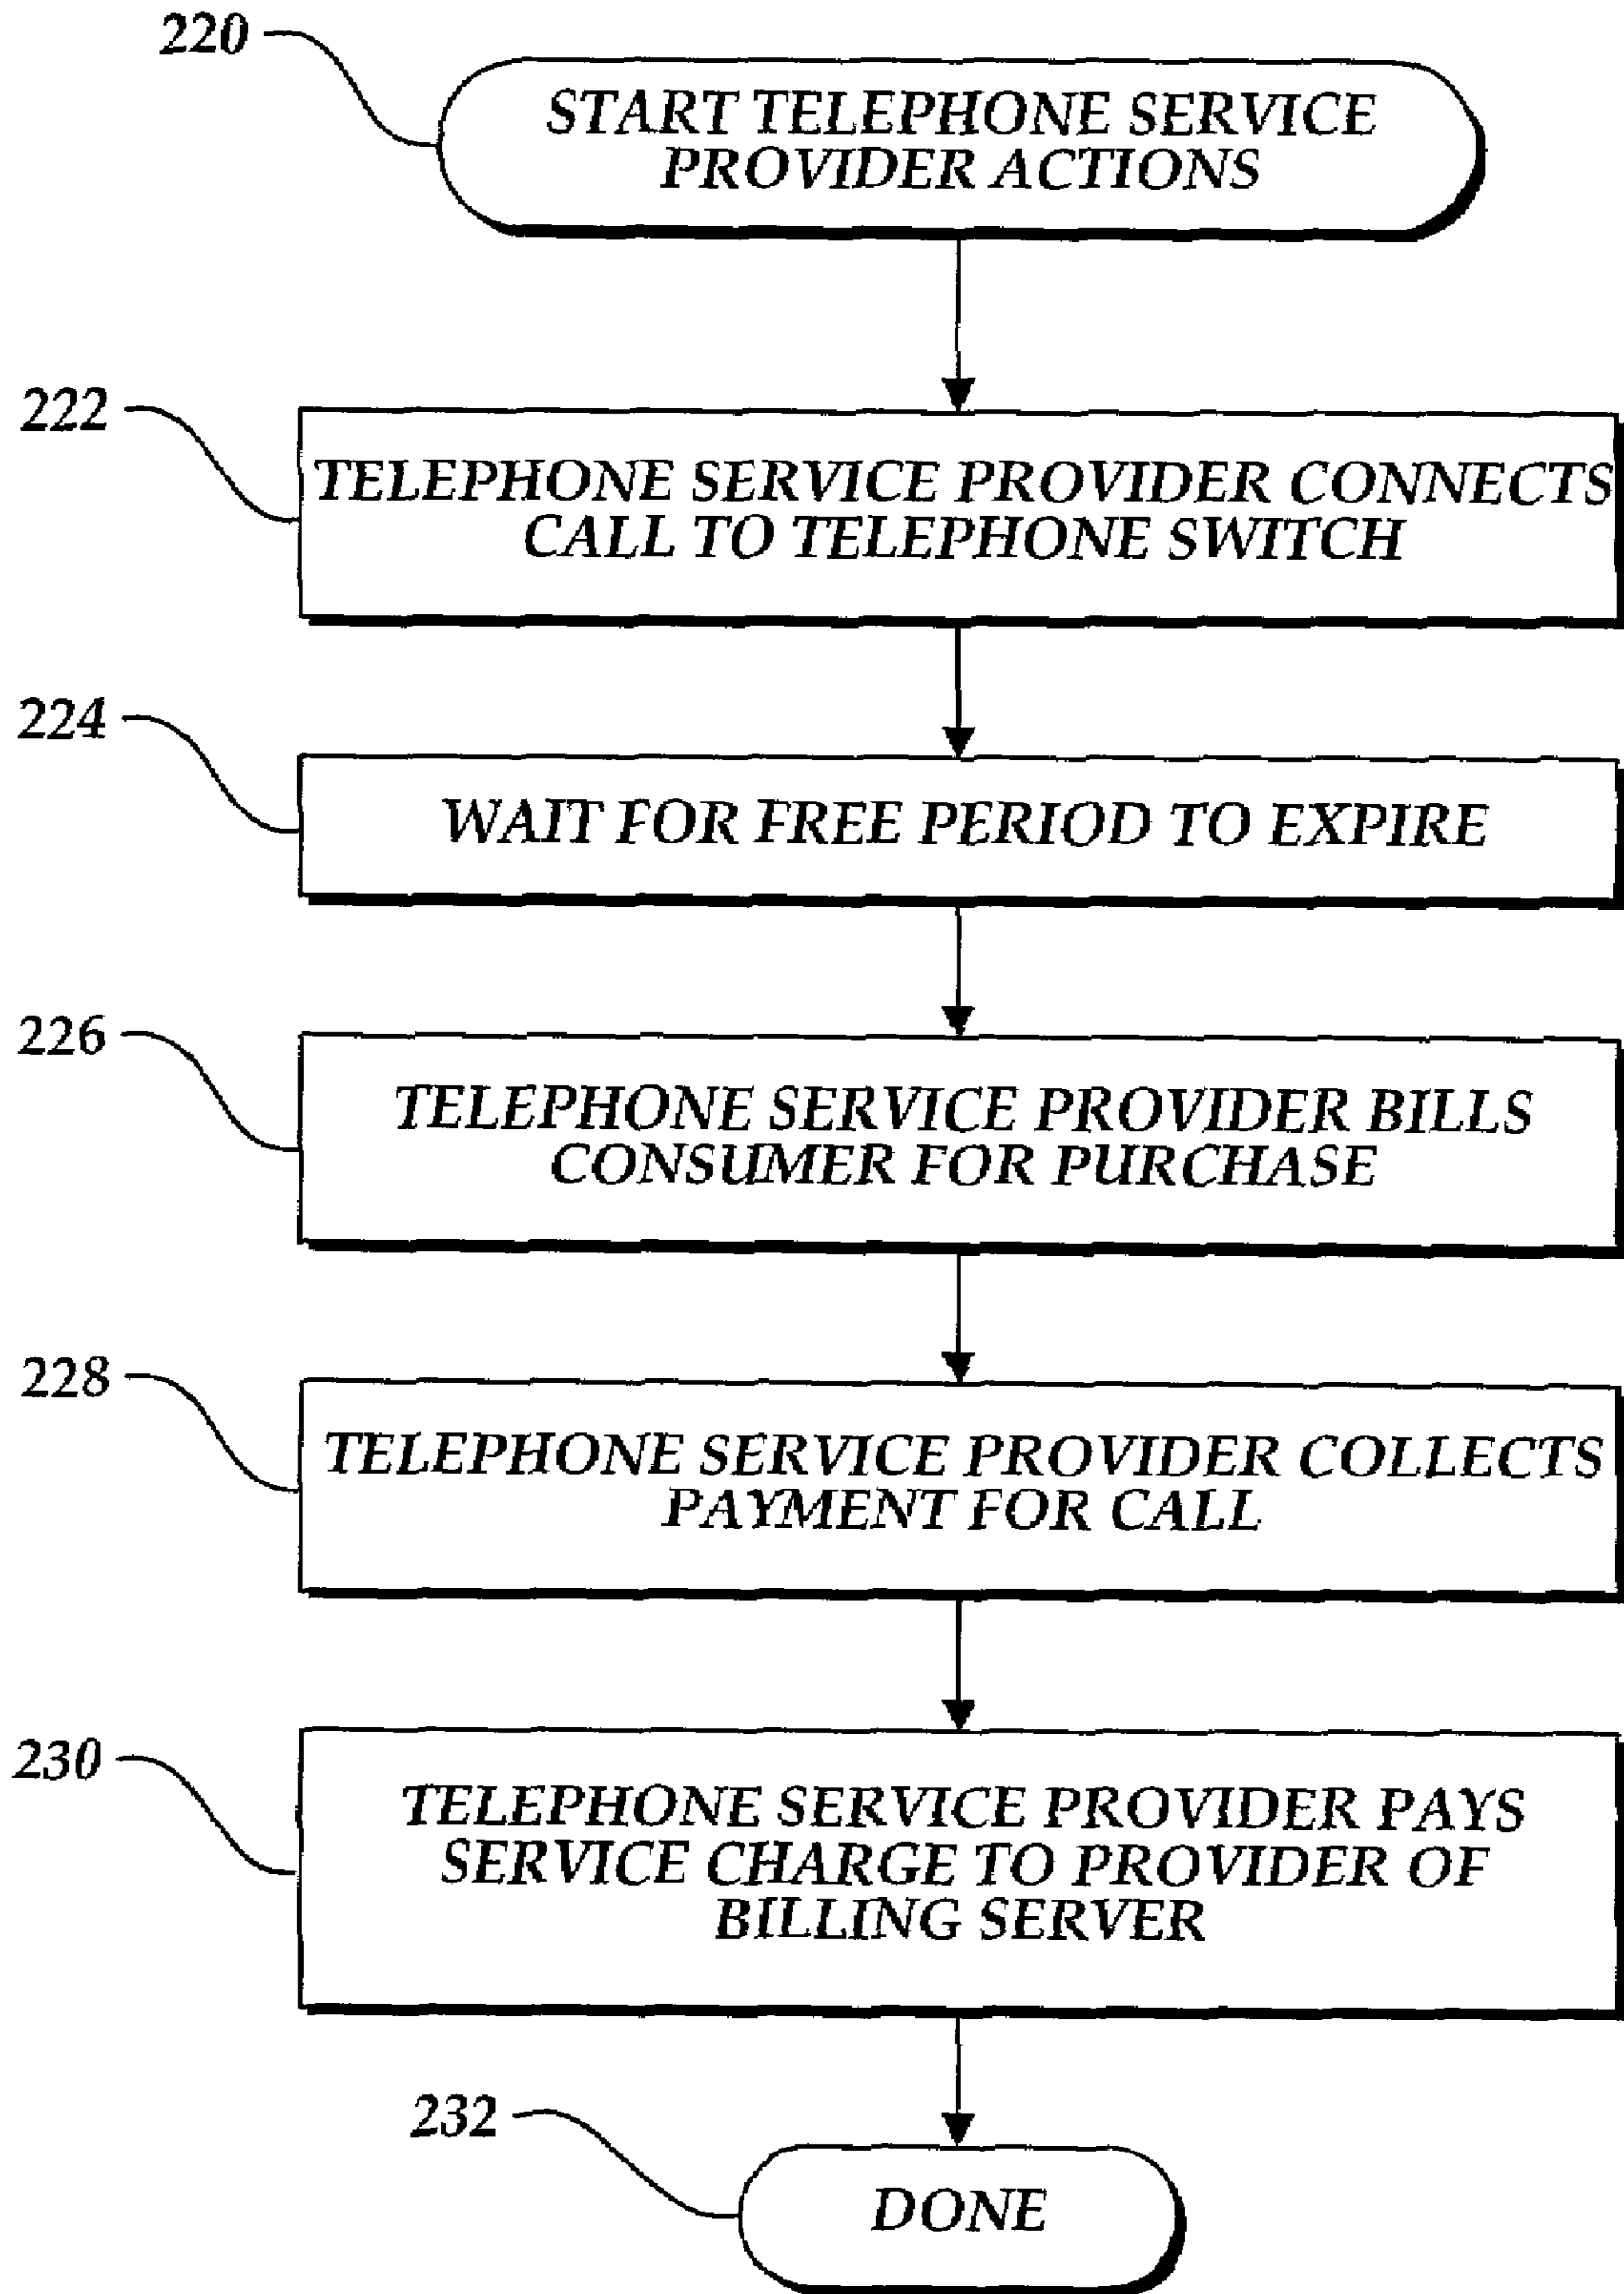 220
START TELEPHONE SERVICE
PROVIDER ACTIONS
222
TELEPHONE SERVICE PROVIDER CONNECTS
CALL TO TELEPHONE SWITCH
224
WAIT FOR FREE PERIOD TO EXPIRE
226
TELEPHONE SERVICE PROVIDER BILLS
CONSUMER FOR PURCHASE
228
TELEPHONE SERVICE PROVIDER COLLECTS
PAYMENT FOR CALL
230
TELEPHONE SERVICE PROVIDER PAYS
SERVICE CHARGE TO PROVIDER OF
BILLING SERVER
232
DONE